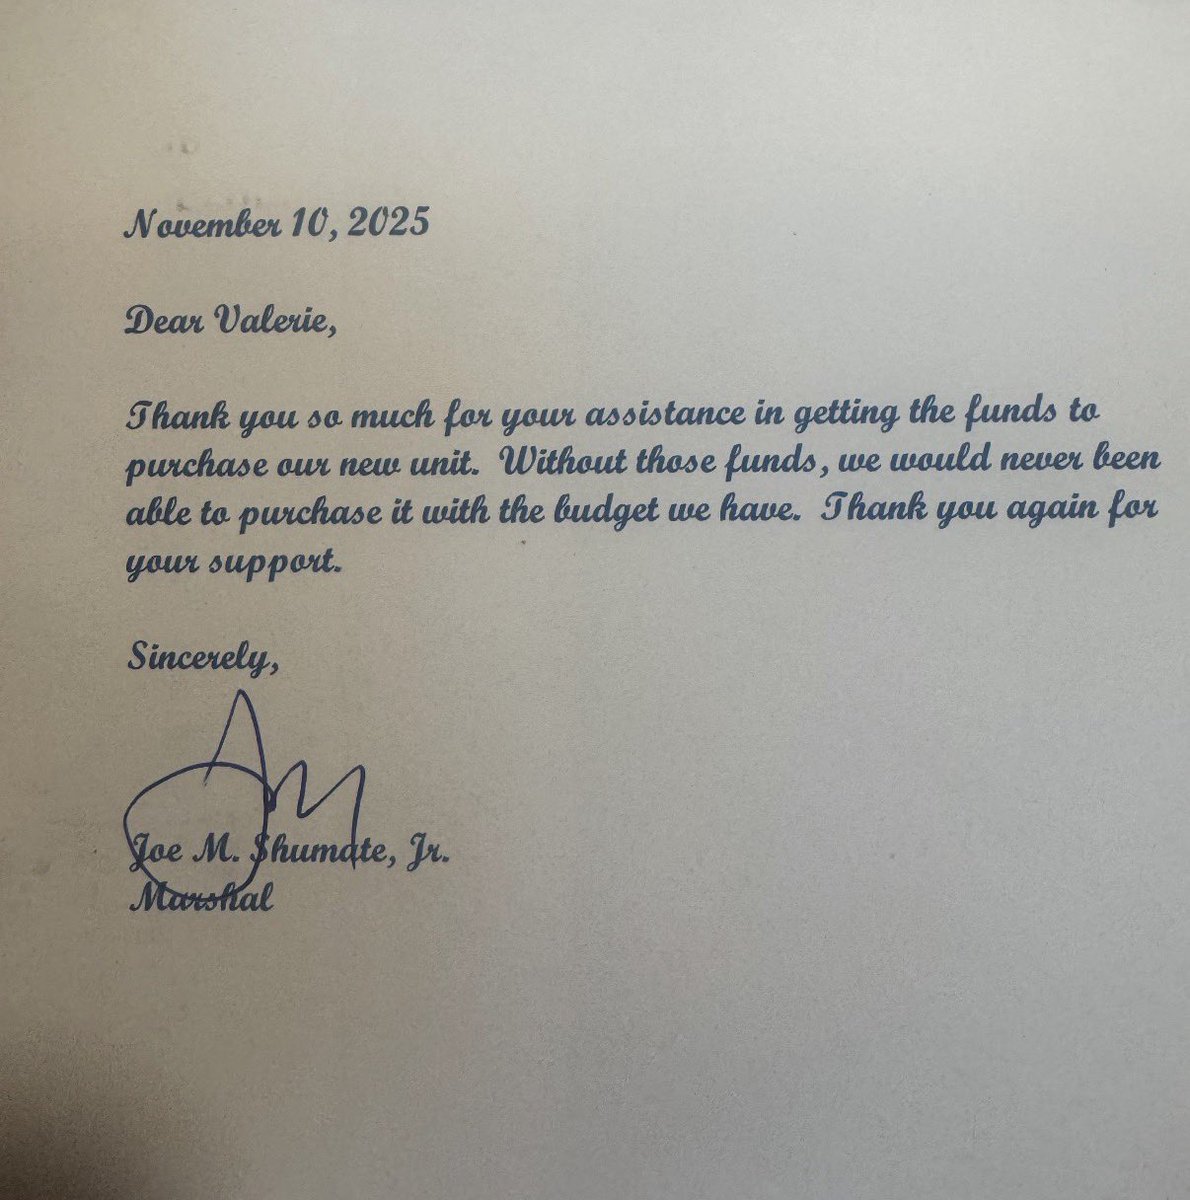 November 10, 2025
Dear Valerie,
Thank you so much for your assistance in getting the funds to
purchase our new unit.  Without those funds, we would never been
able to purchase it with the budget we have.  Thank you again for
your support.
Sincerely,
Joe M. Shumate, Jr.
Marshal